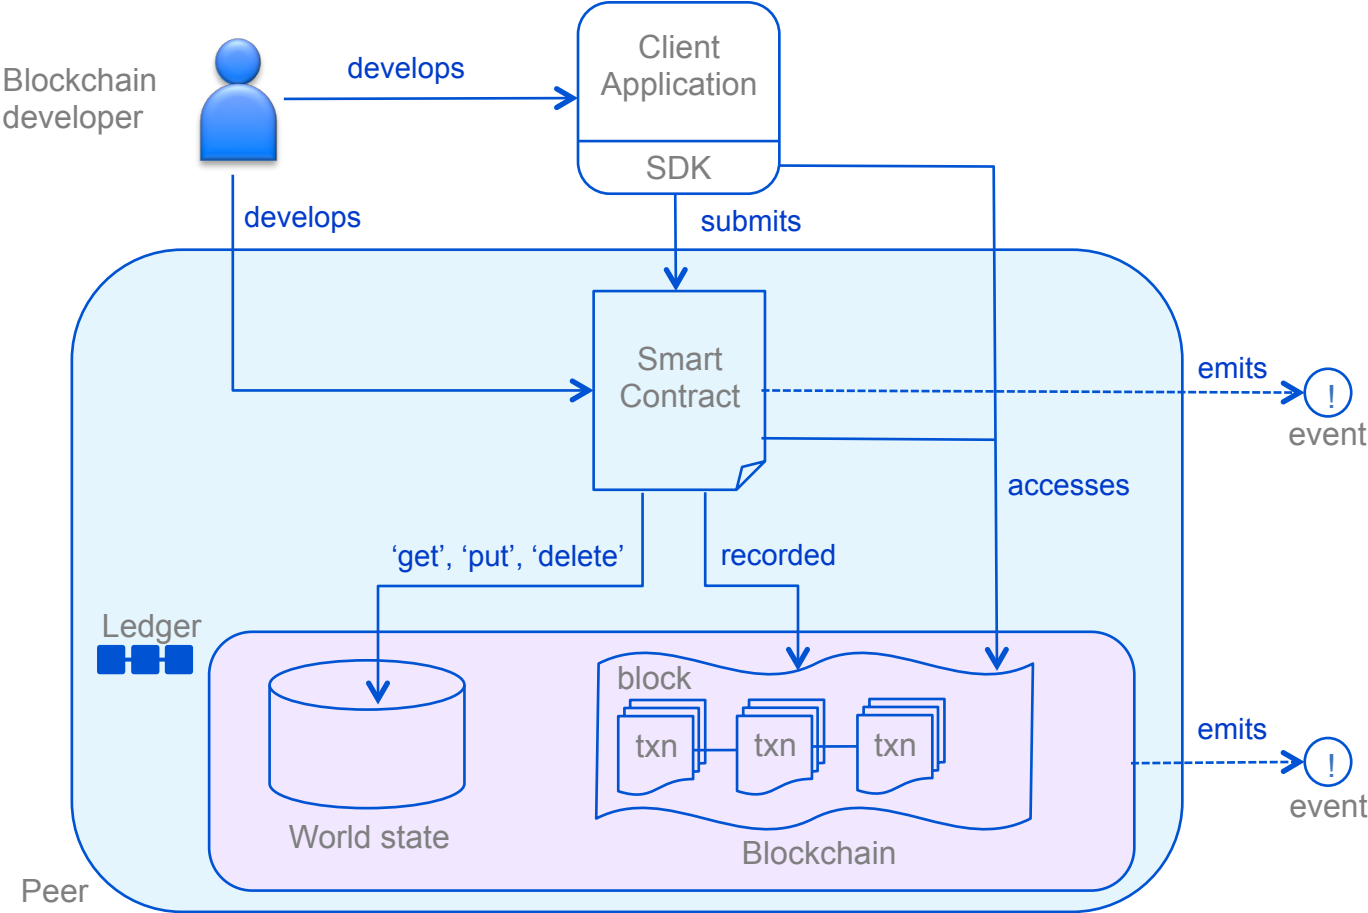 Blockchain
developer
develops
Client
Application
SDK
develops
submits
Smart
Contract
emits
!
event
accesses
‘get’, ‘put’, ‘delete’
recorded
Ledger
block
txn
txn
txn
World state
Blockchain
emits
!
event
Peer